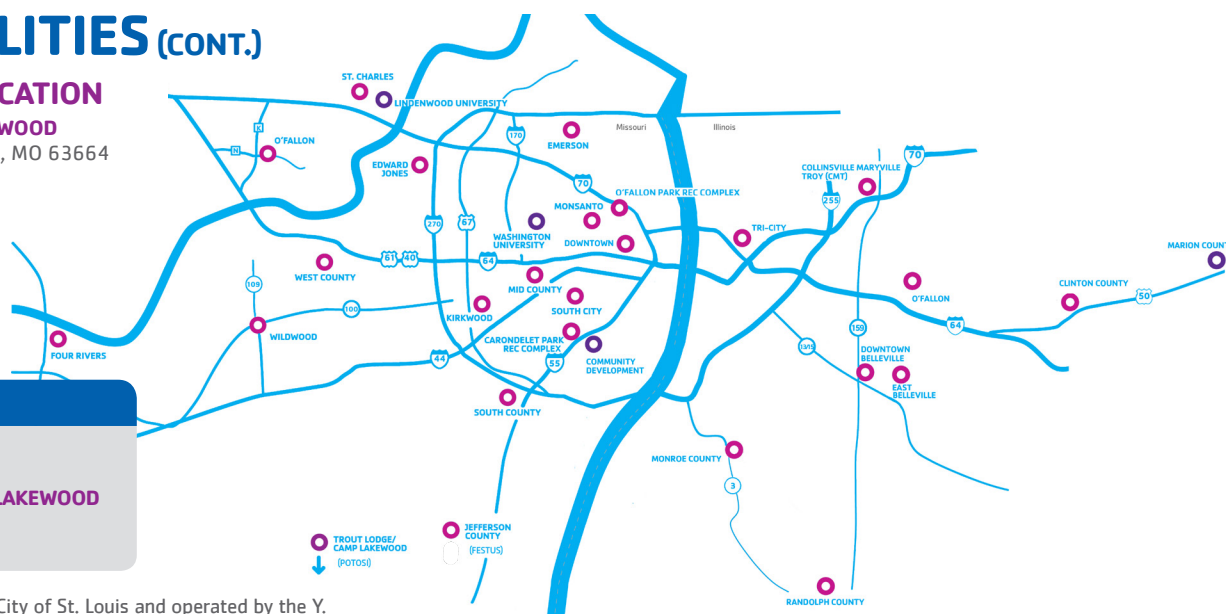 LITIES (CONT.)
CATION
WOOD
, MO 63664
ST. CHARLES
LINDENWOOD UNIVERSITY
K
N
O'FALLON
EDWARD
JONES
170
EMERSON
Missouri
Illinois
70
O'FALLON PARK REC COMPLEX
MONSANTO
270
67
WASHINGTON
UNIVERSITY
DOWNTOWN
TRI-CITY
COLLINSVILLE MARYVILLE
TROY (CMT)
70
255
MARION COUNT
61
40
64
WEST COUNTY
MID COUNTY
SOUTH CITY
109
100
KIRKWOOD
WILDWOOD
CARONDELET PARK
REC COMPLEX
COMMUNITY
DEVELOPMENT
44
55
FOUR RIVERS
SOUTH COUNTY
O'FALLON
CLINTON COUNTY
50
64
159
13/15
DOWNTOWN
BELLEVILLE
EAST
BELLEVILLE
MONROE COUNTY
3
LAKEWOOD
TROUT LODGE/
CAMP LAKEWOOD
(POTOSI)
JEFFERSON
COUNTY
(FESTUS)
RANDOLPH COUNTY
City of St. Louis and operated by the Y.